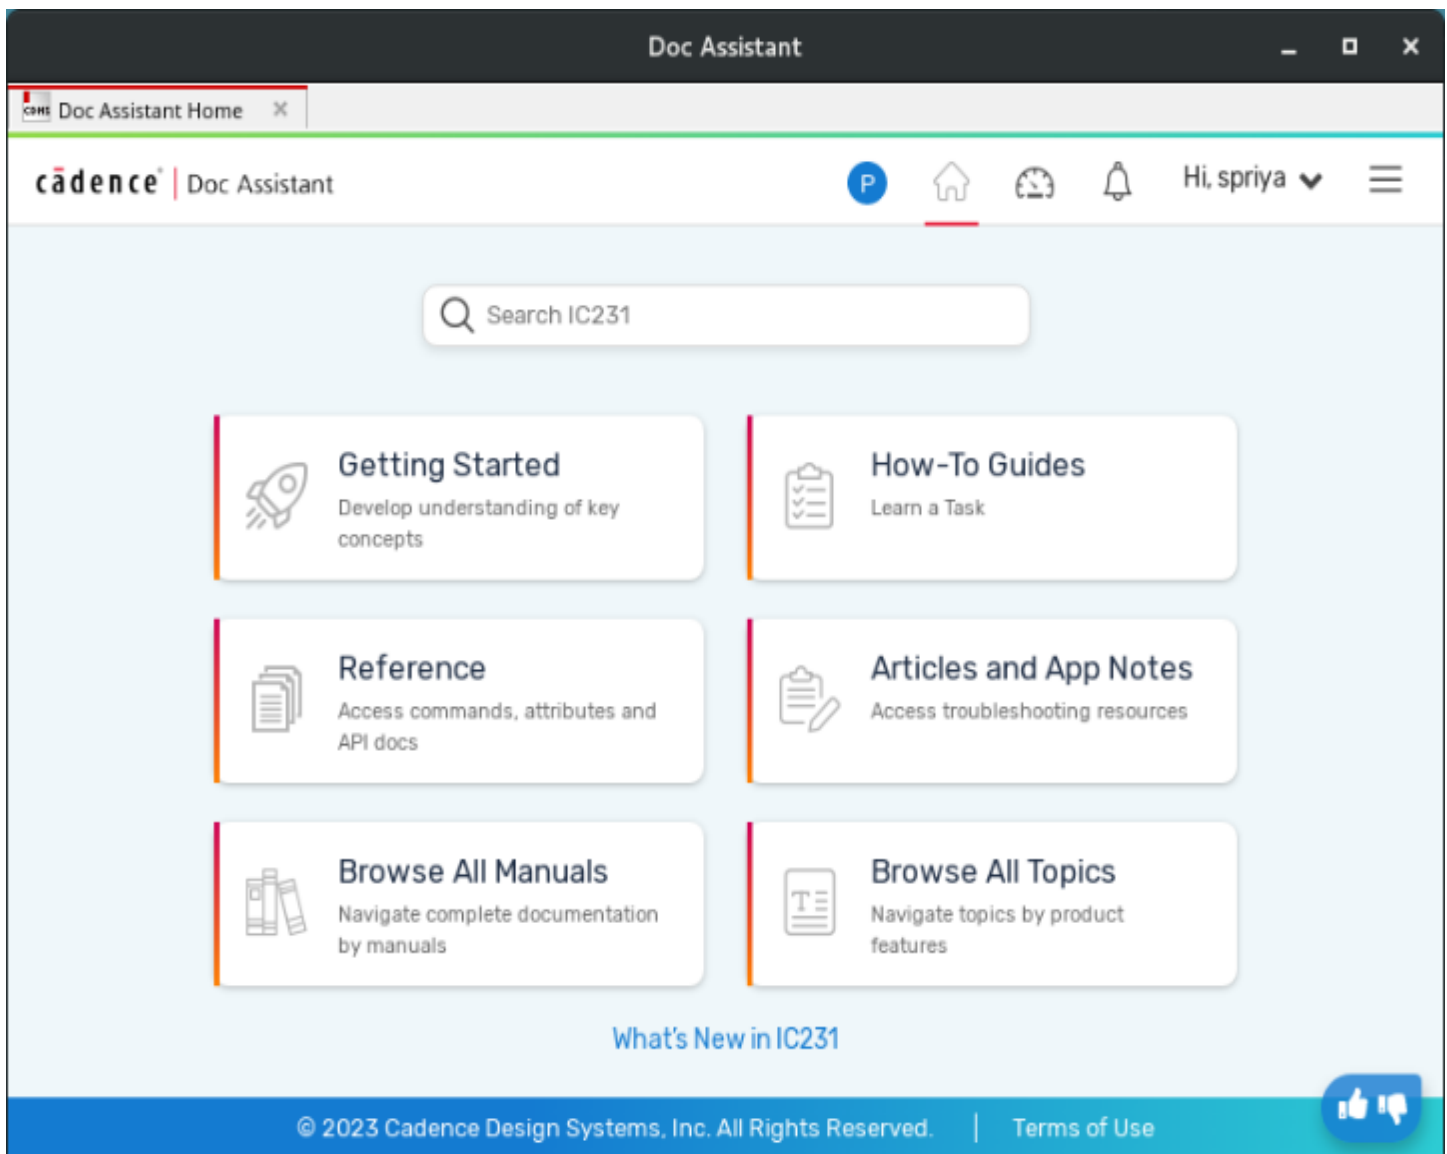 Doc Assistant
CDMS Doc Assistant Home
cādence® | Doc Assistant
P
Hi, spriya
Search IC231
Getting Started
Develop understanding of key
concepts
How-To Guides
Learn a Task
Reference
Access commands, attributes and
API docs
Articles and App Notes
Access troubleshooting resources
Browse All Manuals
Navigate complete documentation
by manuals
Browse All Topics
Navigate topics by product
features
What's New in IC231
© 2023 Cadence Design Systems, Inc. All Rights Reserved. | Terms of Use